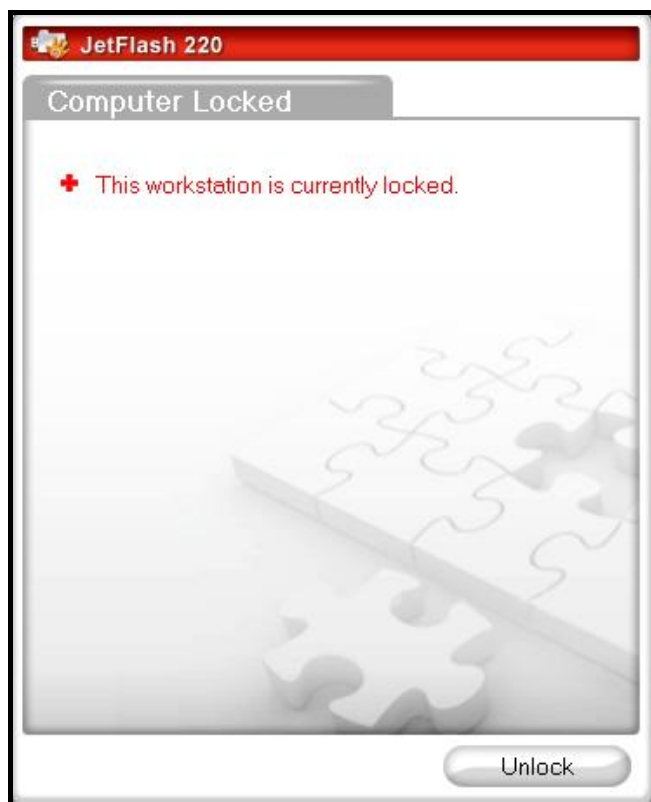 JetFlash 220
Computer Locked
This workstation is currently locked.
Unlock